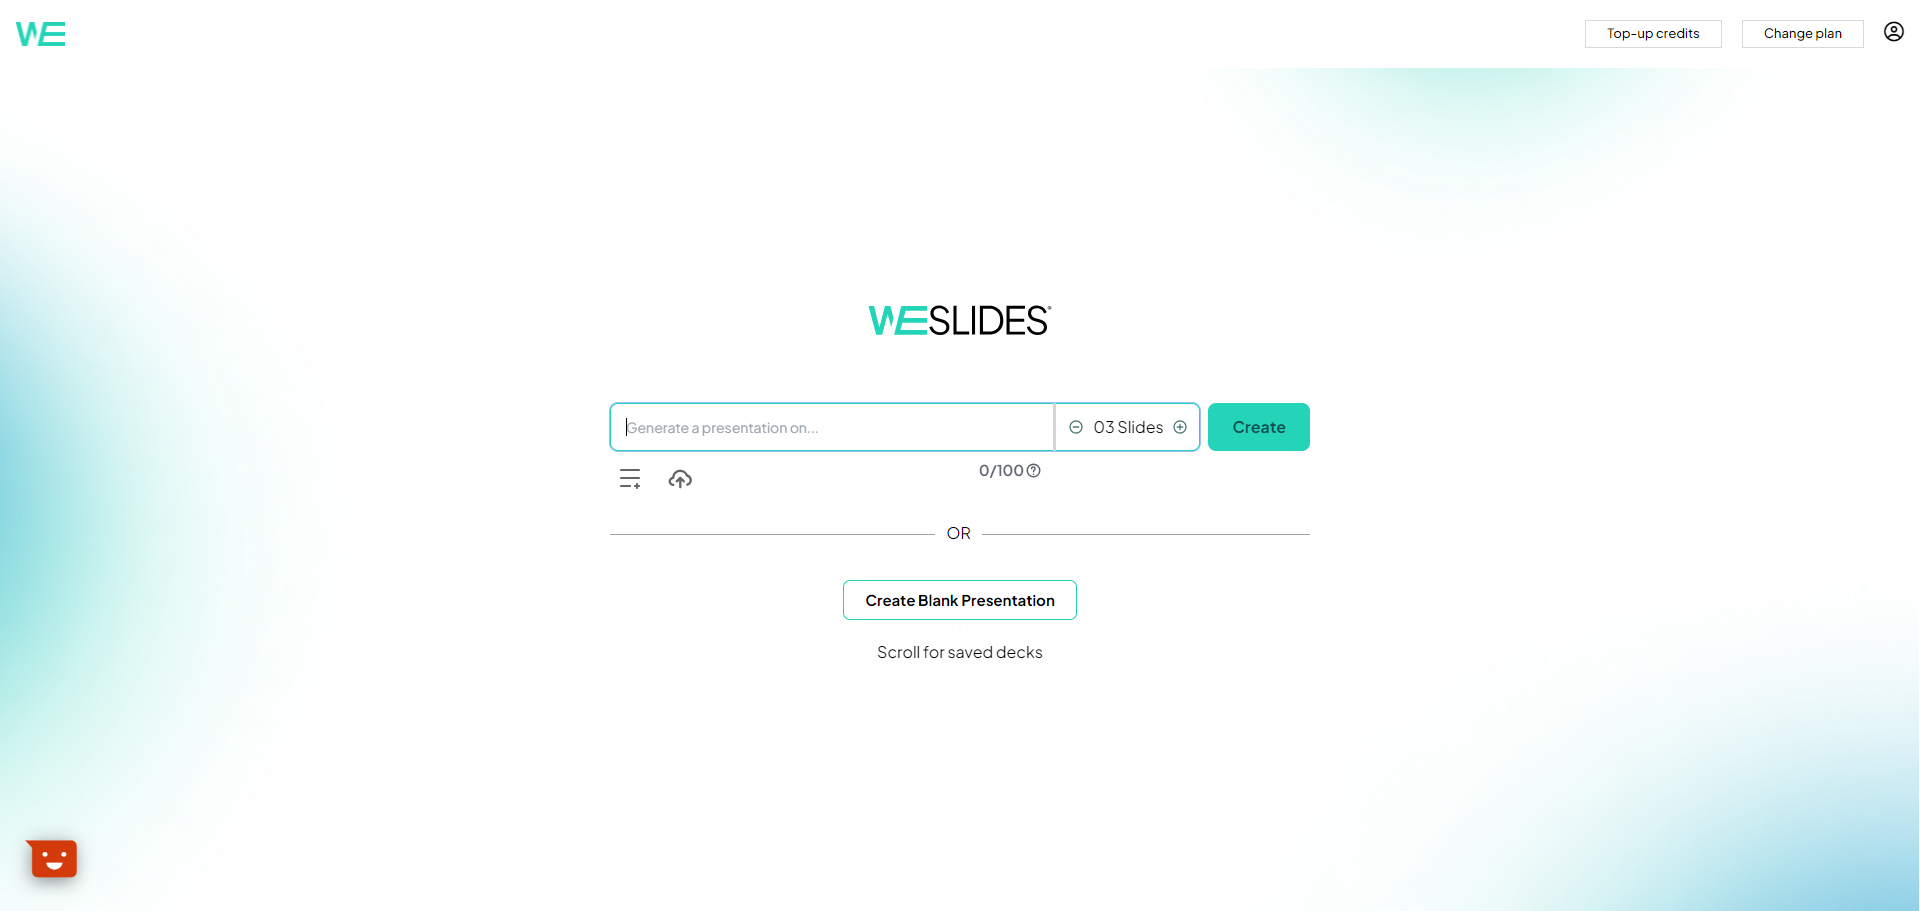 WE
Top-up credits
Change plan
WESLIDES
Generate a presentation on...
03 Slides
Create
0/100
OR
Create Blank Presentation
Scroll for saved decks